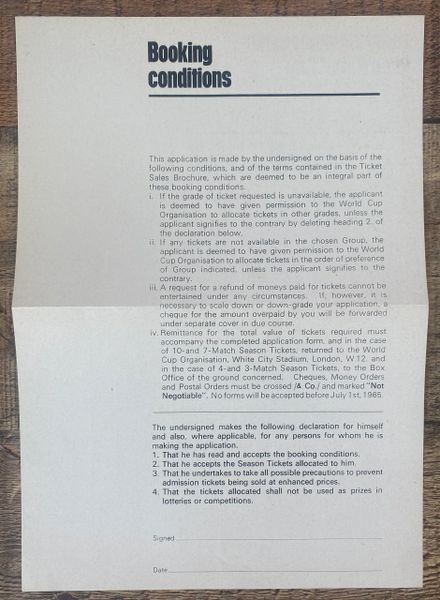 Booking
conditions
This application is made by the undersigned on the basis of the
following conditions, and of the terms contained in the Ticket
Sales Brochure, which are deemed to be an integral part of
these booking conditions.
i. If the grade of ticket requested is unavailable, the applicant
is deemed to have given permission to the World Cup
Organisation to allocate tickets in other grades, unless the
applicant signifies to the contrary by deleting heading 2. of
the declaration below.
ii. If any tickets are not available in the chosen Group, the
applicant is deemed to have given permission to the World
Cup Organisation to allocate tickets in the order of preference
of Group indicated, unless the applicant signifies to the
contrary.
iii. A request for a refund of moneys paid for tickets cannot be
entertained under any circumstances. If, however, it is
necessary to scale down or down-grade your application, a
cheque for the amount overpaid by you will be forwarded
under separate cover in due course.
iv. Remittance for the total value of tickets required must
accompany the completed application form, and in the case
of 10-and 7-Match Season Tickets, returned to the World
Cup Organisation, White City Stadium, London, W.12. and
in the case of 4-and 3-Match Season Tickets, to the Box
Office of the ground concerned. Cheques, Money Orders
and Postal Orders must be crossed /& Co./ and marked "Not
Negotiable". No forms will be accepted before July 1st, 1965.
The undersigned makes the following declaration for himself
and also, where applicable, for any persons for whom he is
making the application.
1. That he has read and accepts the booking conditions.
2. That he accepts the Season Tickets allocated to him.
3. That he undertakes to take all possible precautions to prevent
admission tickets being sold at enhanced prices.
4. That the tickets allocated shall not be used as prizes in
lotteries or competitions.
Signed
Date